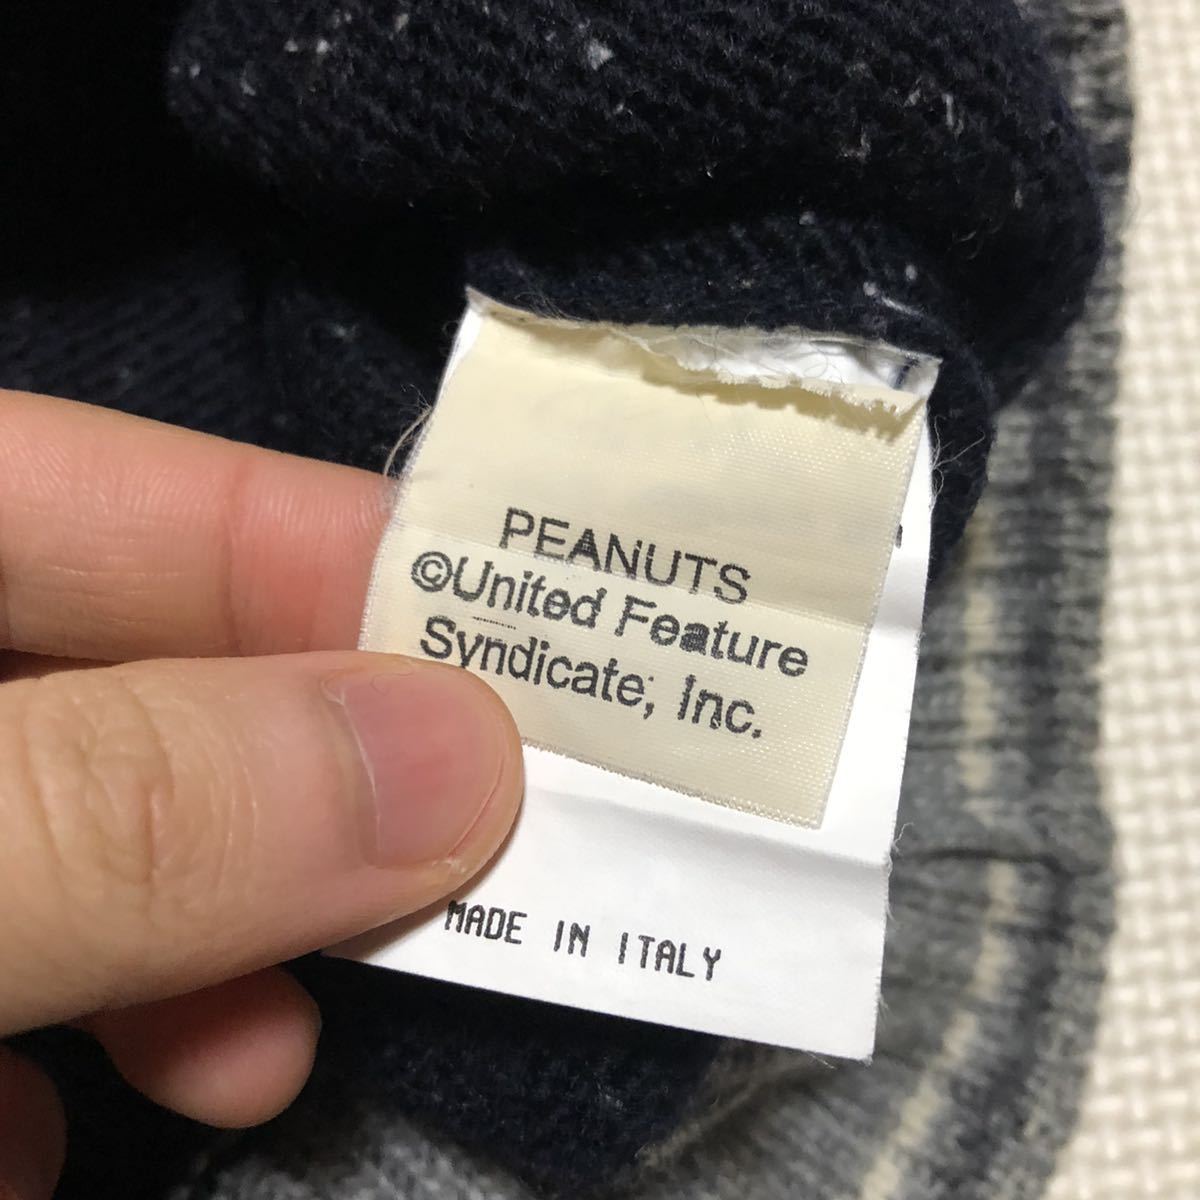 PEANUTS
©United Feature
Syndicate, Inc.
MADE IN ITALY